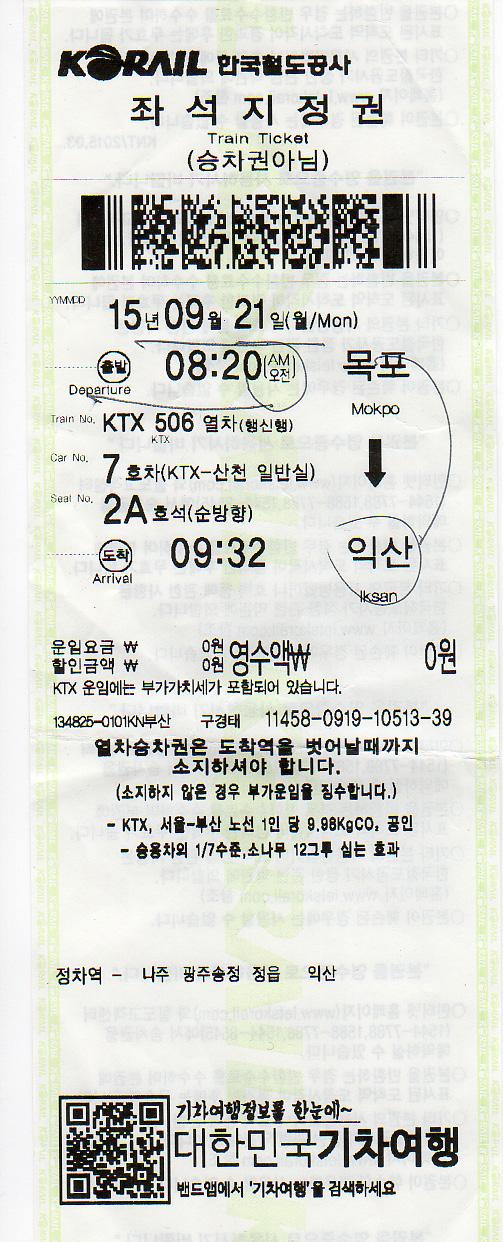 KORAIL 한국철도공사
좌석지정권
Train Ticket
(승차권아님)
YYMMDD 15년 09월 21일(월/Mon)
출발 08:20 (AM 오전) 목포
Departure Mokpo
Train No. KTX 506 열차(행신행)
KTX
Car No. 7 호차(KTX-산천 일반실)
Seat No. 2A 호석(순방향)
도착 09:32 익산
Arrival Iksan
운임요금 ₩ 0원 영수액₩ 0원
할인금액 ₩ 0원
KTX 운임에는 부가가치세가 포함되어 있습니다.
134825-0101KN부산 구경태 11458-0919-10513-39
열차승차권은 도착역을 벗어날때까지
소지하셔야 합니다.
(소지하지 않은 경우 부가운임을 징수합니다.)
- KTX, 서울-부산 노선 1인 당 9.98KgCO₂ 공인
- 승용차의 1/7수준,소나무 12그루 심는 효과
정차역 - 나주 광주송정 정읍 익산
기차여행정보를 한눈에~
대한민국기차여행
밴드앱에서 '기차여행'을 검색하세요